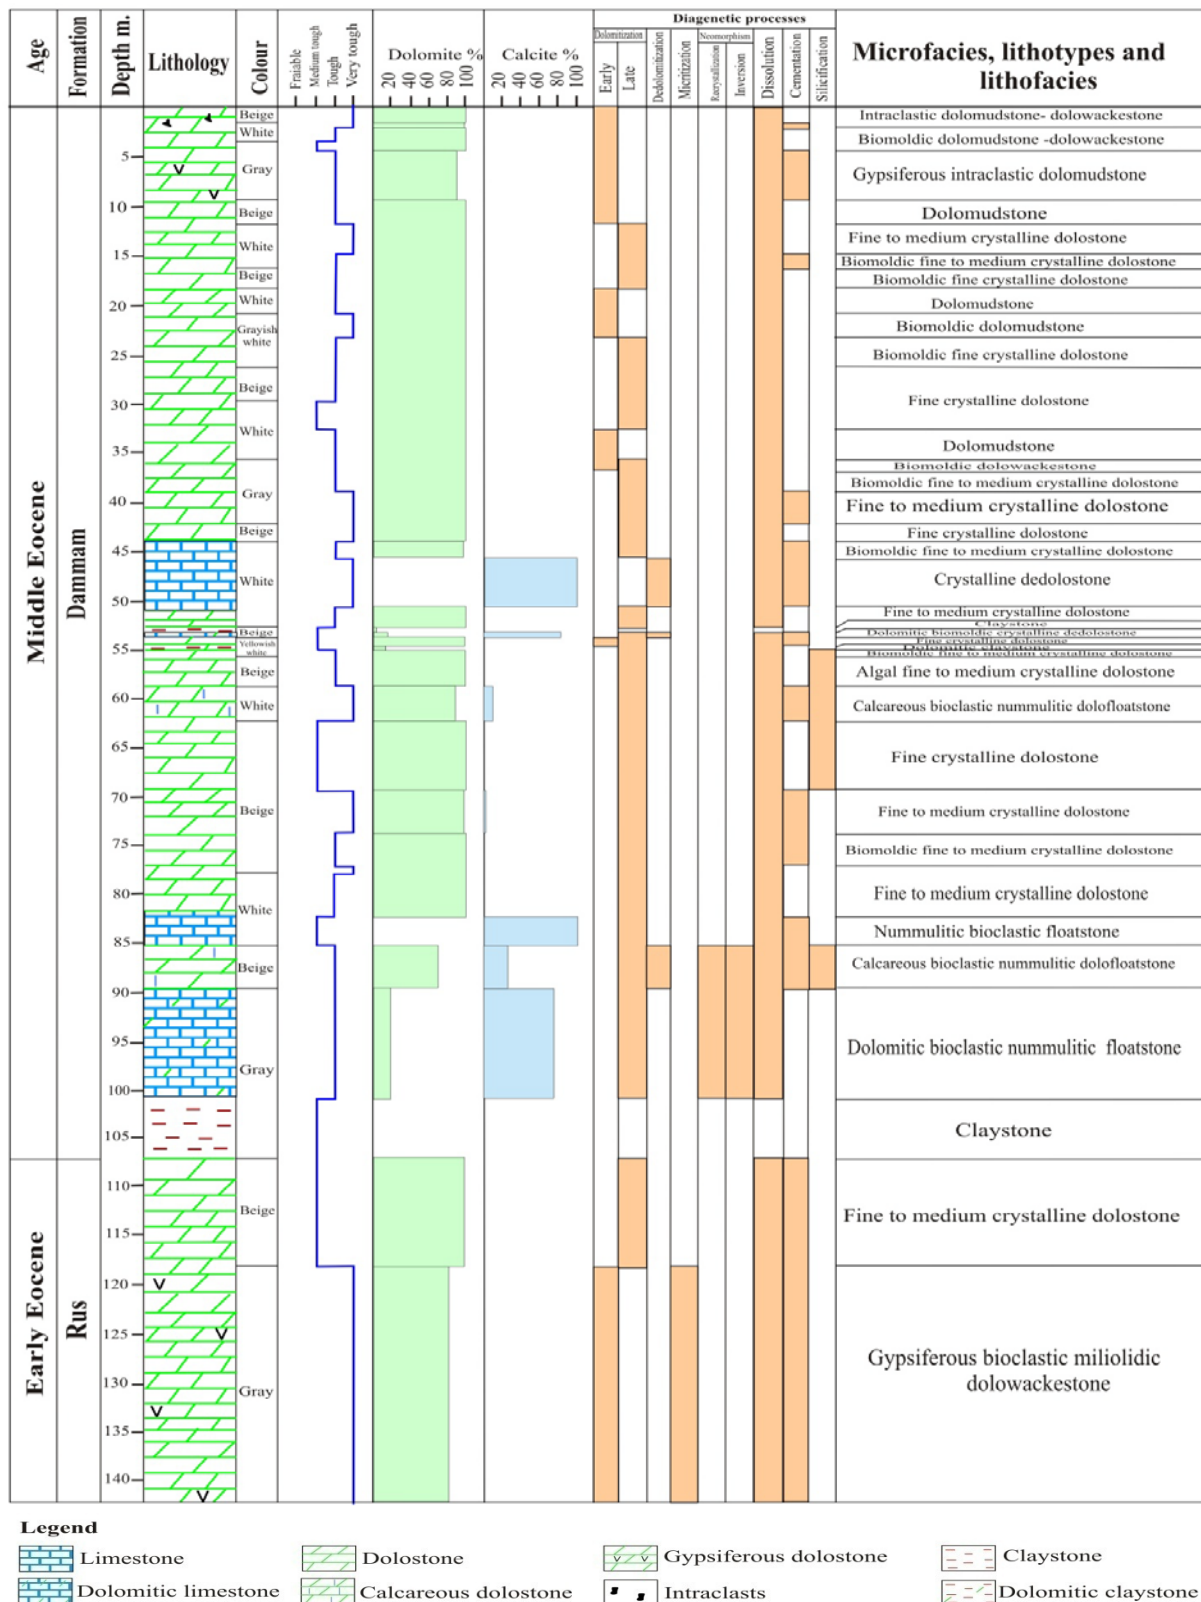 Diagenetic processes
Age
Formation
Depth m.
Lithology
Colour
Fraiable
Medium tough
Tough
Very tough
Dolomite %
20 40 60 80 100
Calcite %
20 40 60 80 100
Dolomitization
Early
Late
Dedolomitization
Micritization
Neomorphism
Racrystallization
Inversion
Dissolution
Cementation
Silicification
Microfacies, lithotypes and
lithofacies
Middle Eocene
Early Eocene
Dammam
Rus
5
10
15
20
25
30
35
40
45
50
55
60
65
70
75
80
85
90
95
100
105
110
115
120
125
130
135
140
Beige
White
Gray
Beige
White
Beige
White
Grayish
white
Beige
White
Gray
Beige
White
Beige
Yellowish
white
Beige
White
Beige
White
Beige
Gray
Beige
Gray
Intraclastic dolomudstone- dolowackestone
Biomoldic dolomudstone -dolowackestone
Gypsiferous intraclastic dolomudstone
Dolomudstone
Fine to medium crystalline dolostone
Biomoldic fine to medium crystalline dolostone
Biomoldic fine crystalline dolostone
Dolomudstone
Biomoldic dolomudstone
Biomoldic fine crystalline dolostone
Fine crystalline dolostone
Dolomudstone
Biomoldic dolowackestone
Biomoldic fine to medium crystalline dolostone
Fine to medium crystalline dolostone
Fine crystalline dolostone
Biomoldic fine to medium crystalline dolostone
Crystalline dedolostone
Fine to medium crystalline dolostone
Claystone
Dolomitic biomoldic crystalline dedolostone
Fine crystalline dolostone
Dolomitic claystone
Biomoldic fine to medium crystalline dolostone
Algal fine to medium crystalline dolostone
Calcareous bioclastic nummulitic dolofloatstone
Fine crystalline dolostone
Fine to medium crystalline dolostone
Biomoldic fine to medium crystalline dolostone
Fine to medium crystalline dolostone
Nummulitic bioclastic floatstone
Calcareous bioclastic nummulitic dolofloatstone
Dolomitic bioclastic nummulitic floatstone
Claystone
Fine to medium crystalline dolostone
Gypsiferous bioclastic miliolidic
dolowackestone
Legend
Limestone
Dolostone
Gypsiferous dolostone
Claystone
Dolomitic limestone
Calcareous dolostone
Intraclasts
Dolomitic claystone